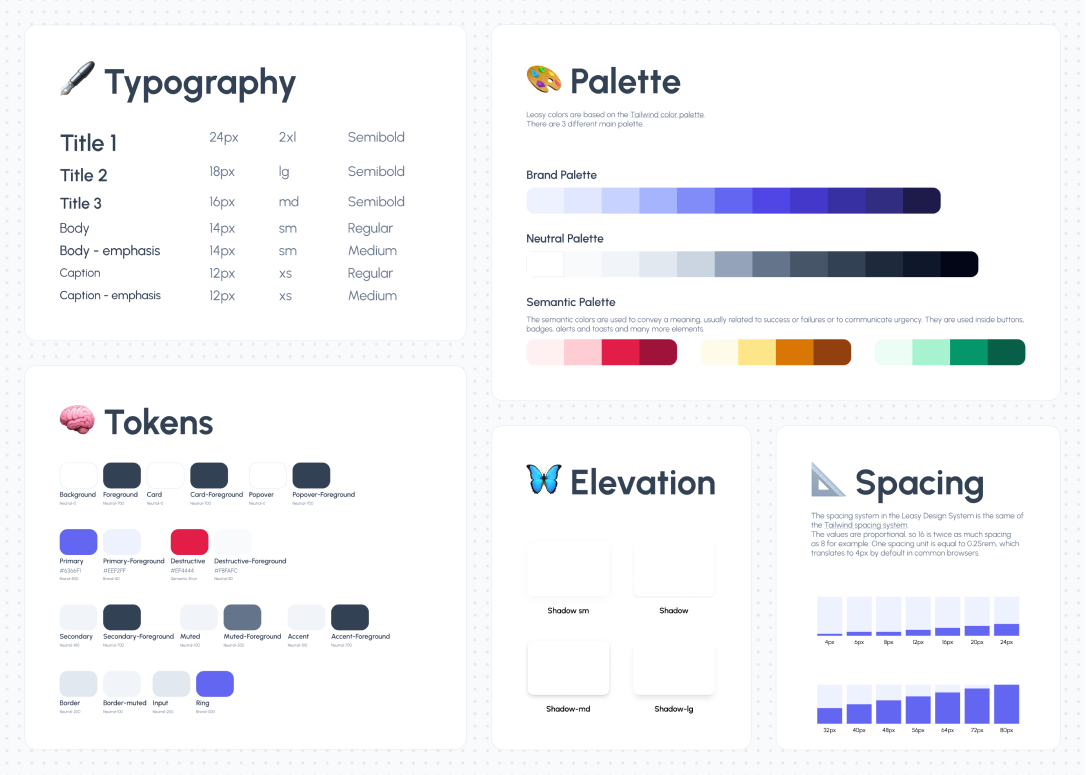 Typography
Title 1 24px 2xl Semibold
Title 2 18px lg Semibold
Title 3 16px md Semibold
Body 14px sm Regular
Body - emphasis 14px sm Medium
Caption 12px xs Regular
Caption - emphasis 12px xs Medium
Palette
Leasy colors are based on the Tailwind color palette.
There are 3 different main palette.
Brand Palette
Neutral Palette
Semantic Palette
The semantic colors are used to convey a meaning, usually related to success or failures or to communicate urgency. They are used inside buttons,
badges, alerts and toasts and many more elements.
Tokens
Background Foreground Card Card-Foreground Popover Popover-Foreground
Neutral-0 Neutral-700 Neutral-0 Neutral-700 Neutral-0 Neutral-700
Primary Primary-Foreground Destructive Destructive-Foreground
#6366F1 #EEF2FF #EF4444 #F8FAFC
Brand-500 Brand-50 Neutral-50
Secondary Secondary-Foreground Muted Muted-Foreground Accent Accent-Foreground
Neutral-100 Neutral-700 Neutral-100 Neutral-500 Neutral-100 Neutral-700
Border Border-muted Input Ring
Neutral-200 Neutral-100 Neutral-200 Brand-500
Elevation
Shadow sm Shadow
Shadow-md Shadow-lg
Spacing
The spacing system in the Leasy Design System is the same of
the Tailwind spacing system.
The values are proportional, so 16 is twice as much spacing
as 8 for example. One spacing unit is equal to 0.25rem, which
translates to 4px by default in common browsers.
4px 6px 8px 12px 16px 20px 24px
32px 40px 48px 56px 64px 72px 80px